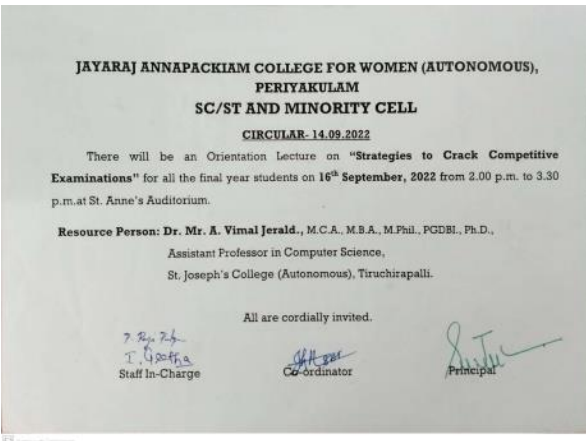 JAYARAJ ANNAPACKIAM COLLEGE FOR WOMEN (AUTONOMOUS),
PERIYAKULAM
SC/ST AND MINORITY CELL
CIRCULAR- 14.09.2022
There will be an Orientation Lecture on “Strategies to Crack Competitive
Examinations” for all the final year students on 16th September, 2022 from 2.00 p.m. to 3.30
p.m.at St. Anne's Auditorium.
Resource Person: Dr. Mr. A. Vimal Jerald., M.C.A., M.B.A., M.Phil., PGDBI., Ph.D.,
Assistant Professor in Computer Science,
St. Joseph's College (Autonomous), Tiruchirapalli.
All are cordially invited.
I. Geetha
Staff In-Charge
Co-ordinator
Principal